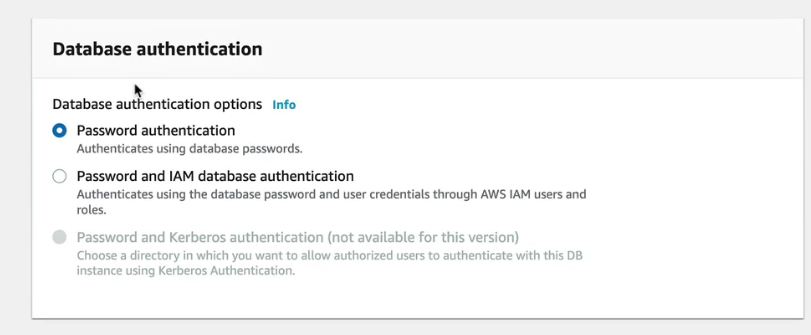 Database authentication
Database authentication options Info
Password authentication
Authenticates using database passwords.
Password and IAM database authentication
Authenticates using the database password and user credentials through AWS IAM users and
roles.
Password and Kerberos authentication (not available for this version)
Choose a directory in which you want to allow authorized users to authenticate with this DB
instance using Kerberos Authentication.